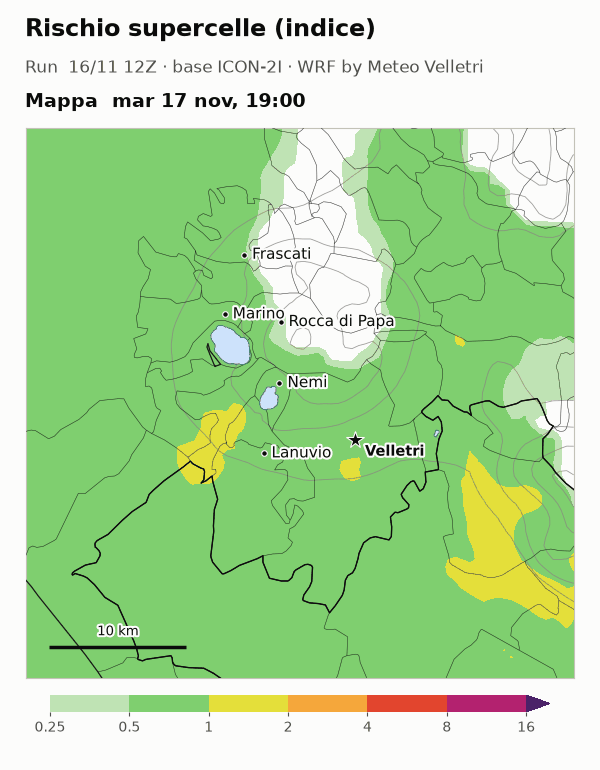 Rischio supercelle (indice)
Run  16/11 12Z · base ICON-2I · WRF by Meteo Velletri
Mappa  mar 17 nov, 19:00
Frascati
Marino
Rocca di Papa
Nemi
Velletri
Lanuvio
10 km
0.25 0.5 1 2 4 8 16